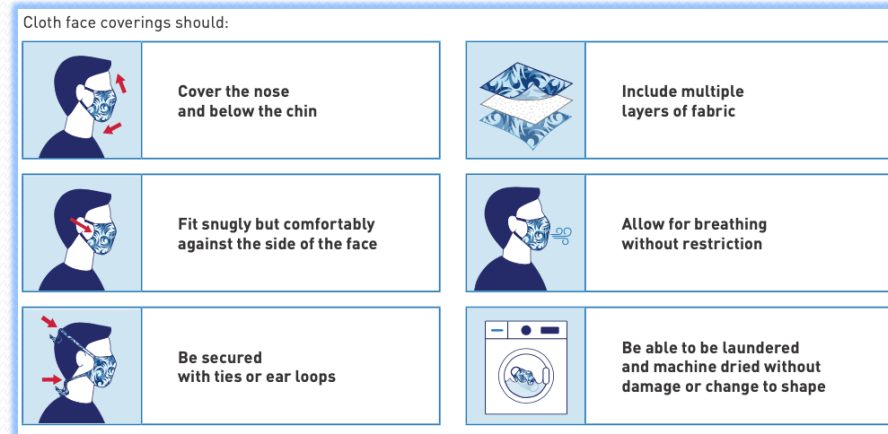 Cloth face coverings should:
Cover the nose
and below the chin
Include multiple
layers of fabric
Fit snugly but comfortably
against the side of the face
Allow for breathing
without restriction
Be secured
with ties or ear loops
Be able to be laundered
and machine dried without
damage or change to shape